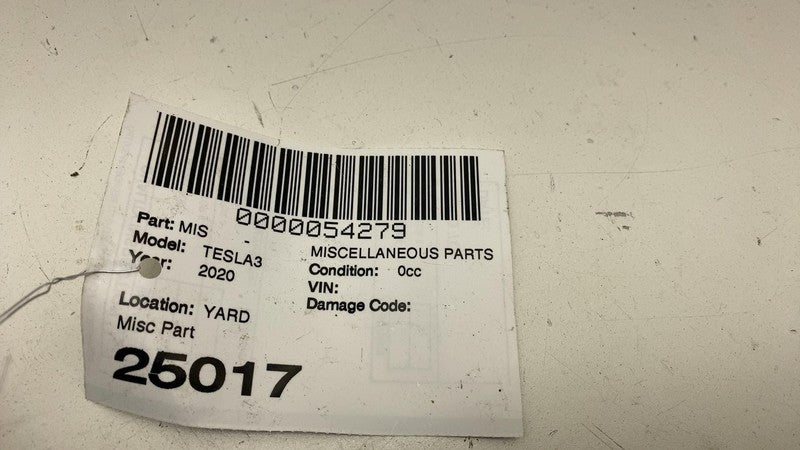 0000054279
Part: MIS -
MISCELLANEOUS PARTS
Model: TESLA3
Condition: 0cc
Year: 2020
VIN:
Damage Code:
Location: YARD
Misc Part
25017